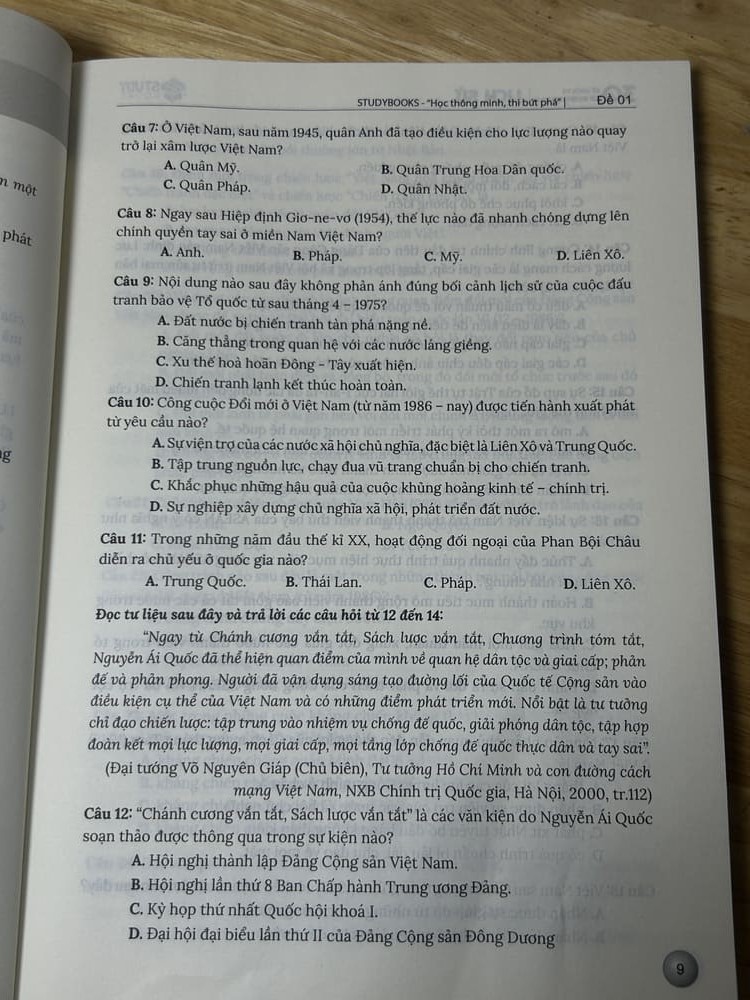 n một
phát
g
STUDYBOOKS - "Học thông minh, thi bứt phá" | Đề 01
Câu 7: Ở Việt Nam, sau năm 1945, quân Anh đã tạo điều kiện cho lực lượng nào quay
trở lại xâm lược Việt Nam?
A. Quân Mỹ. B. Quân Trung Hoa Dân quốc.
C. Quân Pháp. D. Quân Nhật.
Câu 8: Ngay sau Hiệp định Giơ-ne-vơ (1954), thế lực nào đã nhanh chóng dựng lên
chính quyền tay sai ở miền Nam Việt Nam?
A. Anh. B. Pháp. C. Mỹ. D. Liên Xô.
Câu 9: Nội dung nào sau đây không phản ánh đúng bối cảnh lịch sử của cuộc đấu
tranh bảo vệ Tổ quốc từ sau tháng 4 – 1975?
A. Đất nước bị chiến tranh tàn phá nặng nề.
B. Căng thẳng trong quan hệ với các nước láng giềng.
C. Xu thế hoà hoãn Đông - Tây xuất hiện.
D. Chiến tranh lạnh kết thúc hoàn toàn.
Câu 10: Công cuộc Đổi mới ở Việt Nam (từ năm 1986 – nay) được tiến hành xuất phát
từ yêu cầu nào?
A. Sự viện trợ của các nước xã hội chủ nghĩa, đặc biệt là Liên Xô và Trung Quốc.
B. Tập trung nguồn lực, chạy đua vũ trang chuẩn bị cho chiến tranh.
C. Khắc phục những hậu quả của cuộc khủng hoảng kinh tế – chính trị.
D. Sự nghiệp xây dựng chủ nghĩa xã hội, phát triển đất nước.
Câu 11: Trong những năm đầu thế kỉ XX, hoạt động đối ngoại của Phan Bội Châu
diễn ra chủ yếu ở quốc gia nào?
A. Trung Quốc. B. Thái Lan. C. Pháp. D. Liên Xô.
Đọc tư liệu sau đây và trả lời các câu hỏi từ 12 đến 14:
"Ngay từ Chánh cương vắn tắt, Sách lược vắn tắt, Chương trình tóm tắt,
Nguyễn Ái Quốc đã thể hiện quan điểm của mình về quan hệ dân tộc và giai cấp; phản
đế và phản phong. Người đã vận dụng sáng tạo đường lối của Quốc tế Cộng sản vào
điều kiện cụ thể của Việt Nam và có những điểm phát triển mới. Nổi bật là tư tưởng
chỉ đạo chiến lược: tập trung vào nhiệm vụ chống đế quốc, giải phóng dân tộc, tập hợp
đoàn kết mọi lực lượng, mọi giai cấp, mọi tầng lớp chống đế quốc thực dân và tay sai".
(Đại tướng Võ Nguyên Giáp (Chủ biên), Tư tưởng Hồ Chí Minh và con đường cách
mạng Việt Nam, NXB Chính trị Quốc gia, Hà Nội, 2000, tr.112)
Câu 12: "Chánh cương vắn tắt, Sách lược vắn tắt" là các văn kiện do Nguyễn Ái Quốc
soạn thảo được thông qua trong sự kiện nào?
A. Hội nghị thành lập Đảng Cộng sản Việt Nam.
B. Hội nghị lần thứ 8 Ban Chấp hành Trung ương Đảng.
C. Kỳ họp thứ nhất Quốc hội khoá I.
D. Đại hội đại biểu lần thứ II của Đảng Cộng sản Đông Dương
9